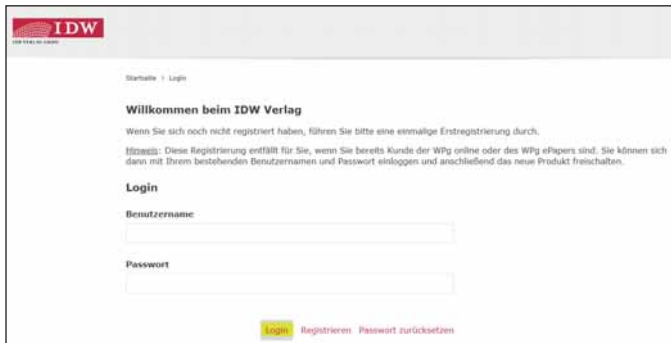 IDW
IDW VERLAG GMBH
Startseite › Login
Willkommen beim IDW Verlag
Wenn Sie sich noch nicht registriert haben, führen Sie bitte eine einmalige Erstregistrierung durch.
Hinweis: Diese Registrierung entfällt für Sie, wenn Sie bereits Kunde der WPg online oder des WPg ePapers sind. Sie können sich
dann mit Ihrem bestehenden Benutzernamen und Passwort einloggen und anschließend das neue Produkt freischalten.
Login
Benutzername
Passwort
Login Registrieren Passwort zurücksetzen